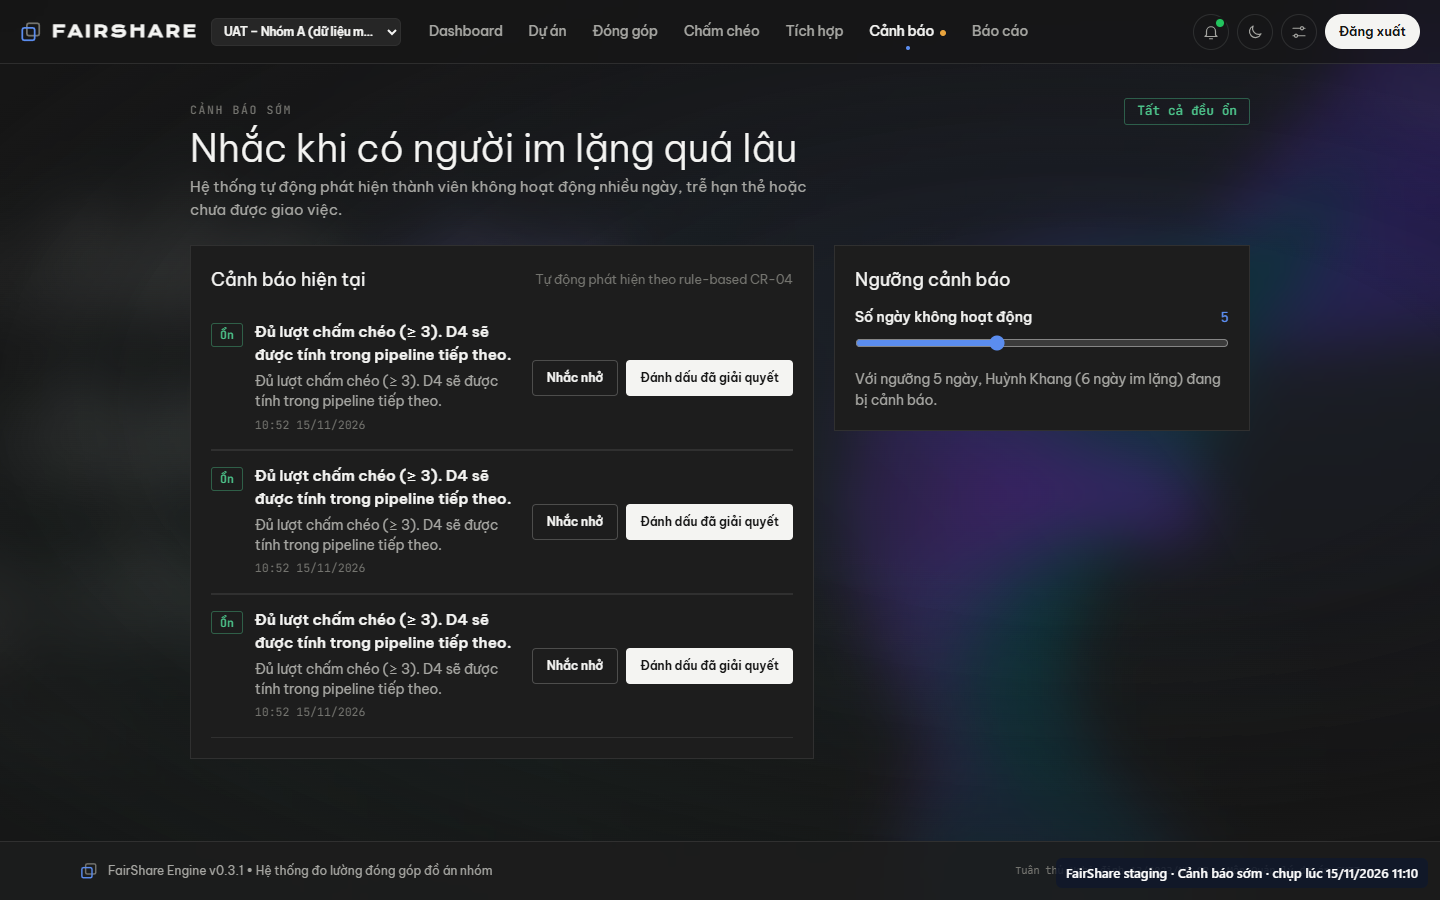 FAIRSHARE
UAT – Nhóm A (dữ liệu m...
Dashboard
Dự án
Đóng góp
Chấm chéo
Tích hợp
Cảnh báo
Báo cáo
Đăng xuất
CẢNH BÁO SỚM
Tất cả đều ổn
Nhắc khi có người im lặng quá lâu
Hệ thống tự động phát hiện thành viên không hoạt động nhiều ngày, trễ hạn thẻ hoặc
chưa được giao việc.
Cảnh báo hiện tại
Tự động phát hiện theo rule-based CR-04
Ổn
Đủ lượt chấm chéo (≥ 3). D4 sẽ
được tính trong pipeline tiếp theo.
Đủ lượt chấm chéo (≥ 3). D4 sẽ được
tính trong pipeline tiếp theo.
10:52 15/11/2026
Nhắc nhở
Đánh dấu đã giải quyết
Ổn
Đủ lượt chấm chéo (≥ 3). D4 sẽ
được tính trong pipeline tiếp theo.
Đủ lượt chấm chéo (≥ 3). D4 sẽ được
tính trong pipeline tiếp theo.
10:52 15/11/2026
Nhắc nhở
Đánh dấu đã giải quyết
Ổn
Đủ lượt chấm chéo (≥ 3). D4 sẽ
được tính trong pipeline tiếp theo.
Đủ lượt chấm chéo (≥ 3). D4 sẽ được
tính trong pipeline tiếp theo.
10:52 15/11/2026
Nhắc nhở
Đánh dấu đã giải quyết
Ngưỡng cảnh báo
Số ngày không hoạt động
5
Với ngưỡng 5 ngày, Huỳnh Khang (6 ngày im lặng) đang
bị cảnh báo.
FairShare Engine v0.3.1 • Hệ thống đo lường đóng góp đồ án nhóm
Tuân
FairShare staging · Cảnh báo sớm · chụp lúc 15/11/2026 11:10